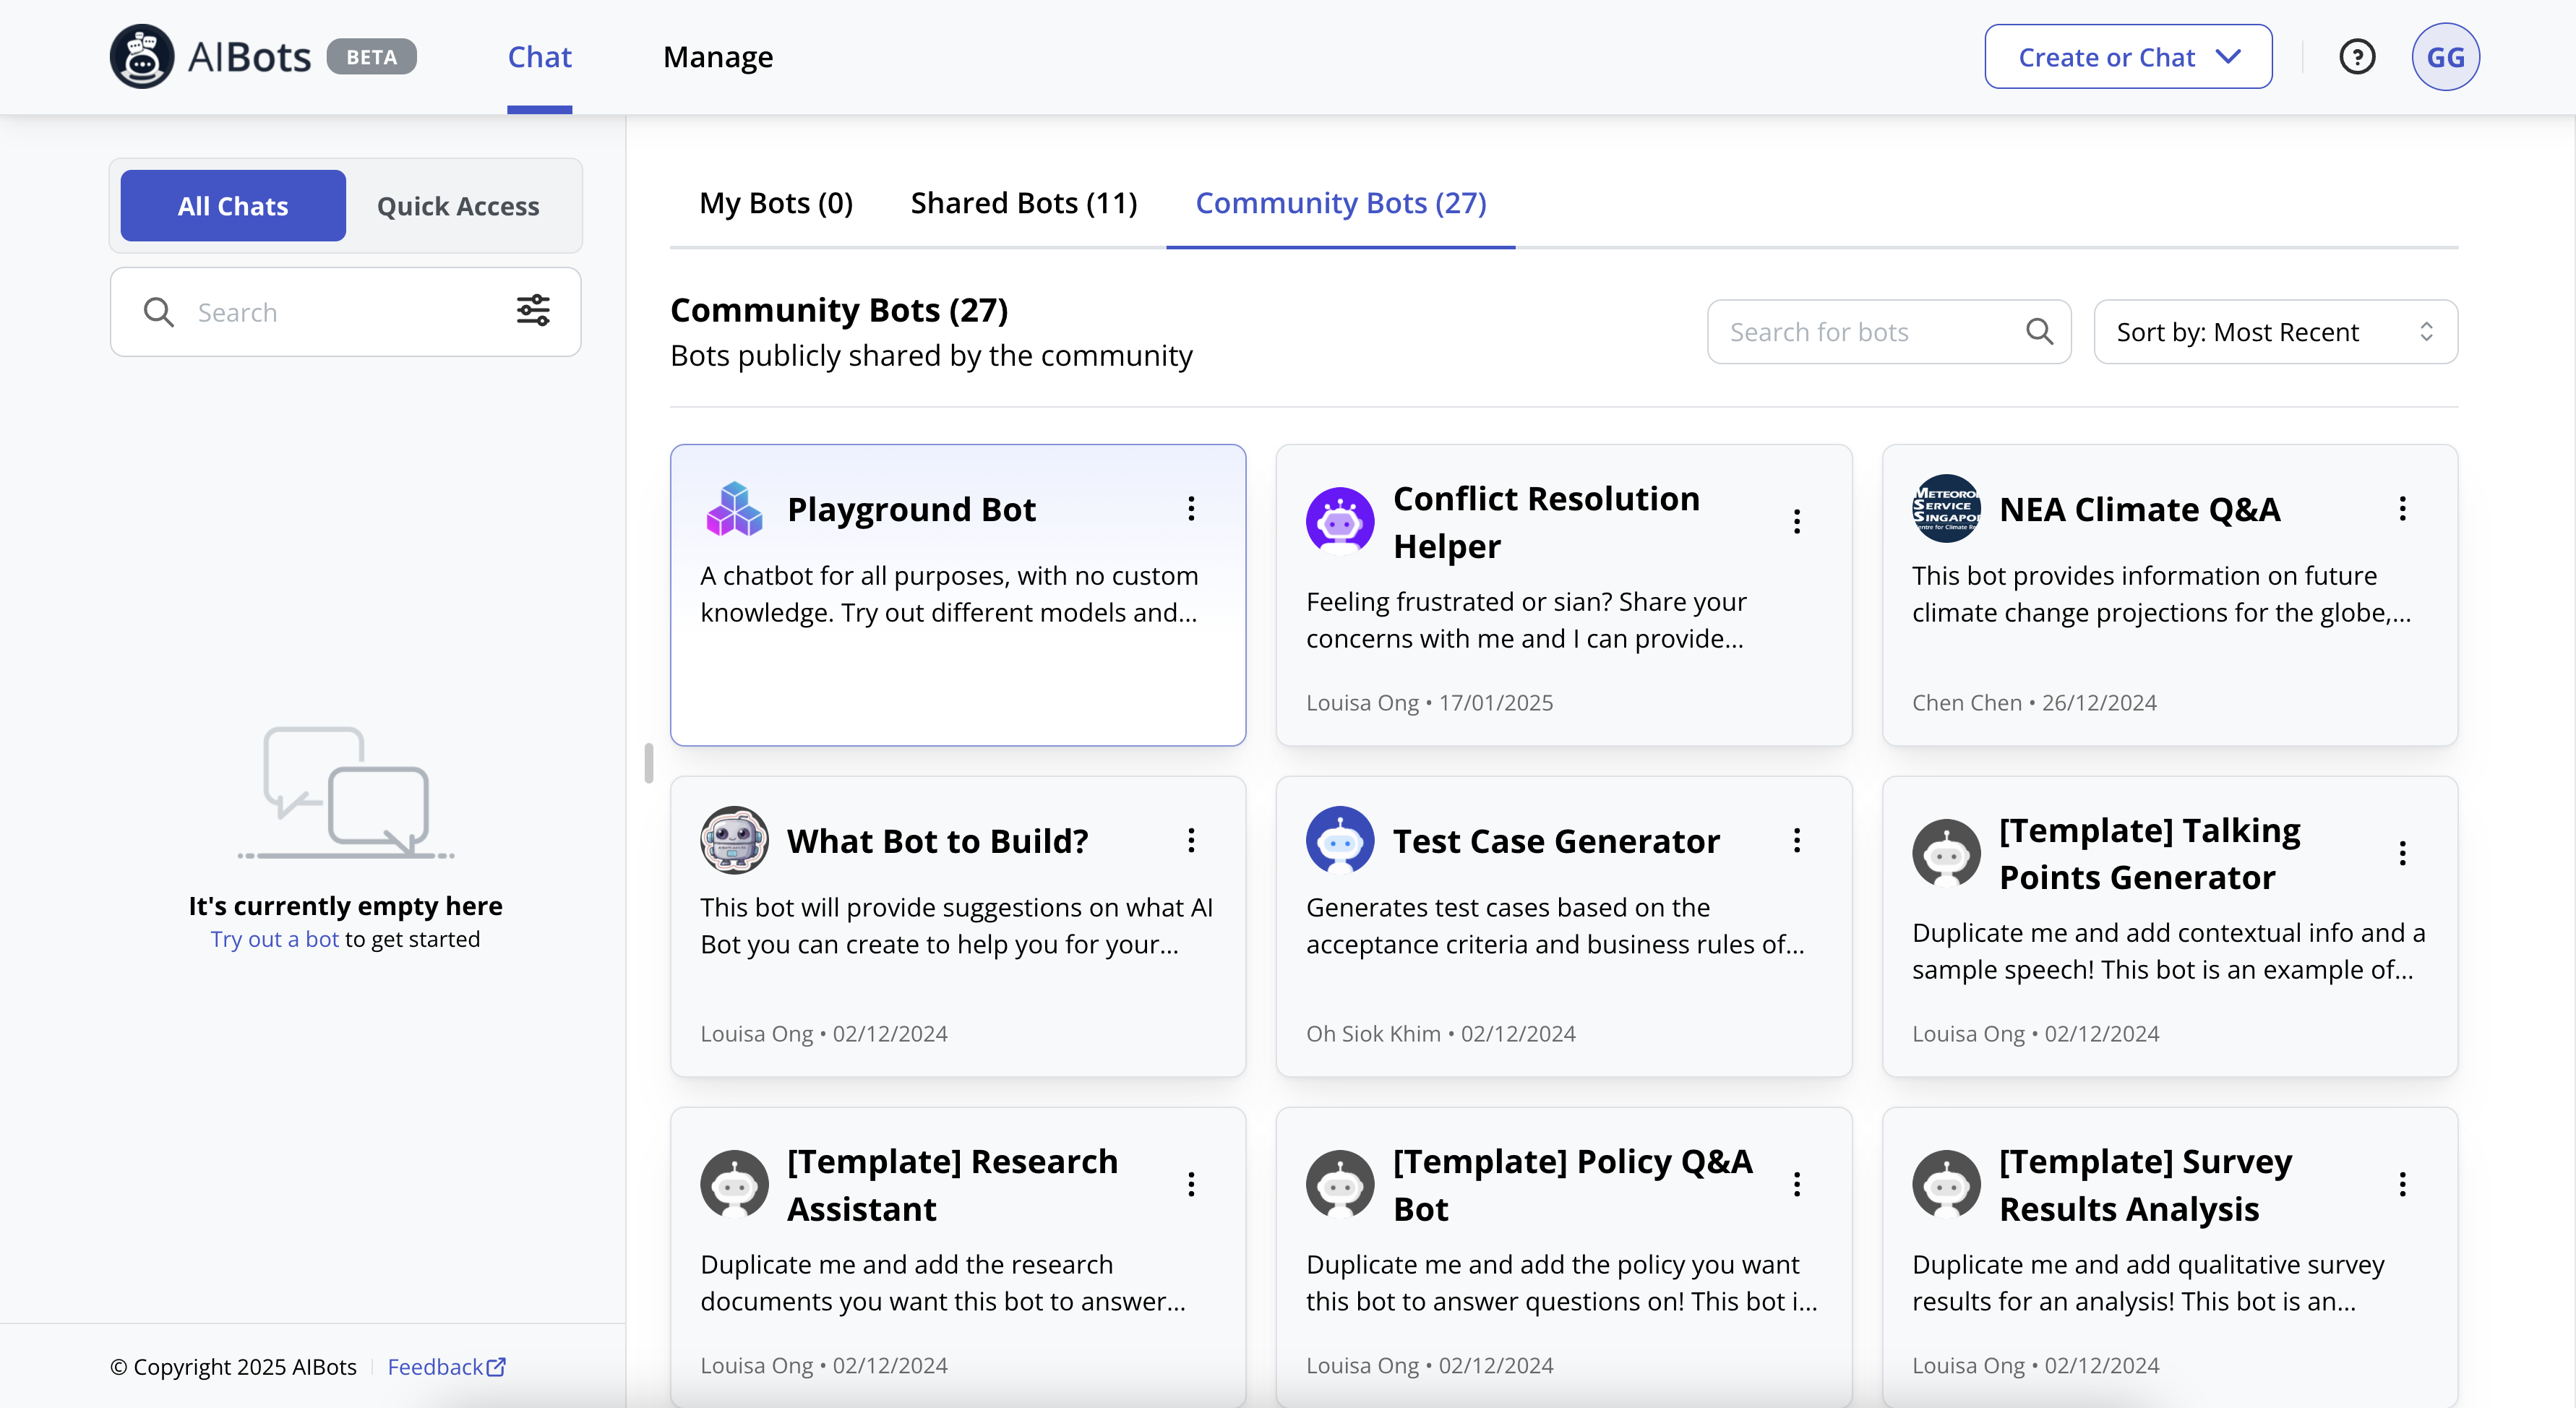 AIBots BETA Chat Manage Create or Chat ? GG
All Chats Quick Access
Search
It's currently empty here
Try out a bot to get started
© Copyright 2025 AIBots Feedback
My Bots (0) Shared Bots (11) Community Bots (27)
Community Bots (27)
Bots publicly shared by the community
Search for bots Sort by: Most Recent
Playground Bot
A chatbot for all purposes, with no custom
knowledge. Try out different models and...
Conflict Resolution
Helper
Feeling frustrated or sian? Share your
concerns with me and I can provide...
Louisa Ong • 17/01/2025
NEA Climate Q&A
This bot provides information on future
climate change projections for the globe,...
Chen Chen • 26/12/2024
What Bot to Build?
This bot will provide suggestions on what AI
Bot you can create to help you for your...
Louisa Ong • 02/12/2024
Test Case Generator
Generates test cases based on the
acceptance criteria and business rules of...
Oh Siok Khim • 02/12/2024
[Template] Talking
Points Generator
Duplicate me and add contextual info and a
sample speech! This bot is an example of...
Louisa Ong • 02/12/2024
[Template] Research
Assistant
Duplicate me and add the research
documents you want this bot to answer...
Louisa Ong • 02/12/2024
[Template] Policy Q&A
Bot
Duplicate me and add the policy you want
this bot to answer questions on! This bot i...
Louisa Ong • 02/12/2024
[Template] Survey
Results Analysis
Duplicate me and add qualitative survey
results for an analysis! This bot is an...
Louisa Ong • 02/12/2024